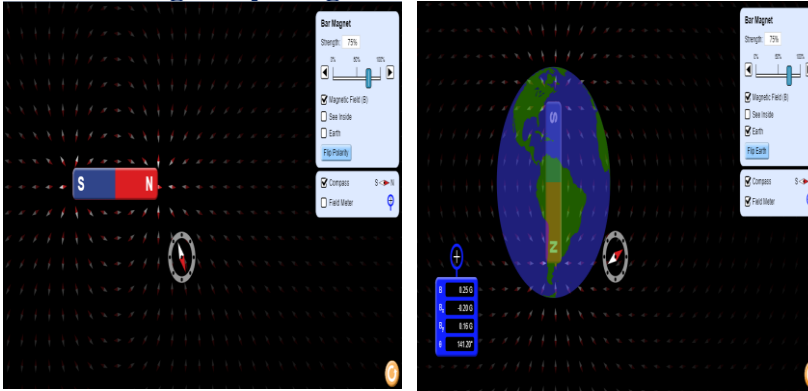 Bar Magnet
Strength: 75%
0% 50% 100%
Magnetic Field (B)
See Inside
Earth
Flip Polarity
Compass S N
Field Meter
S N
Bar Magnet
Strength: 75%
0% 50% 100%
Magnetic Field (B)
See Inside
Earth
Flip Earth
Compass S
Field Meter
S
N
B 0.25 G
Bx -0.20 G
By 0.16 G
θ 141.20°